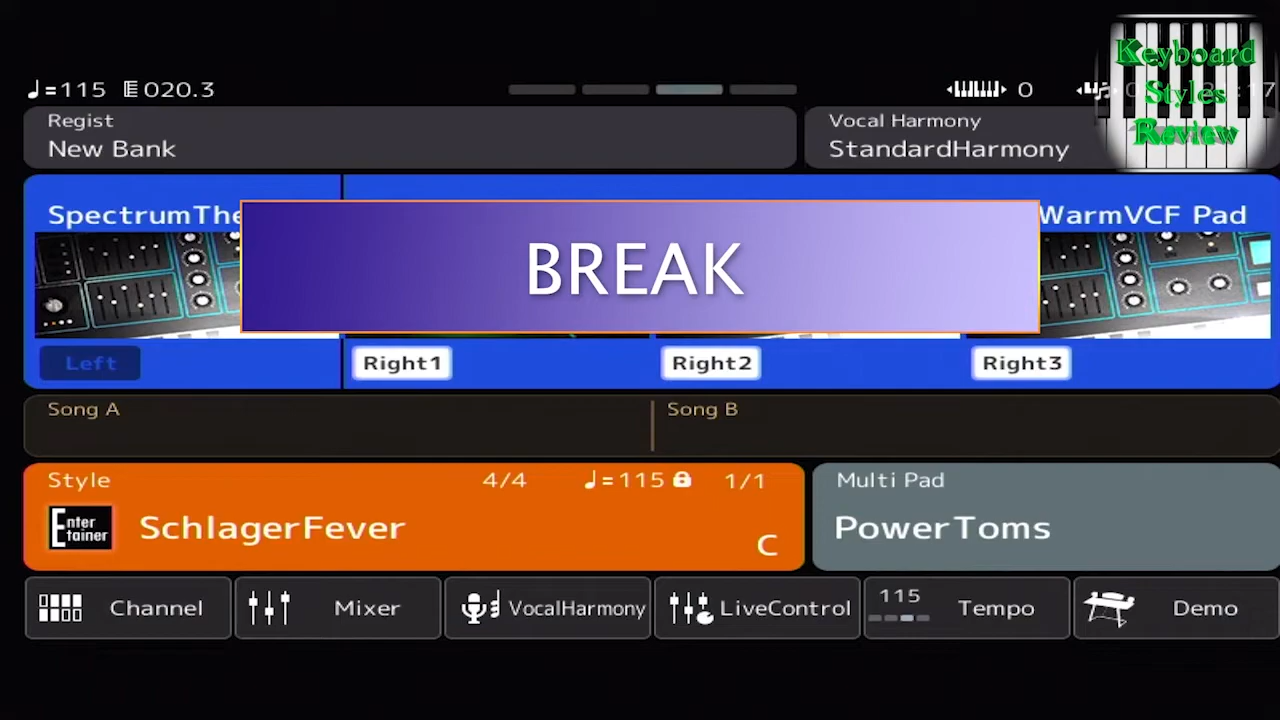 Keyboard
Styles
Review
♩=115 020.3
0
Regist
New Bank
Vocal Harmony
StandardHarmony
WarmVCF Pad
BREAK
Left
Right1
Right2
Right3
Song A
Song B
Style 4/4 ♩=115 1/1
Enter
tainer
SchlagerFever
C
Multi Pad
PowerToms
Channel
Mixer
VocalHarmony
LiveControl
115
Tempo
Demo